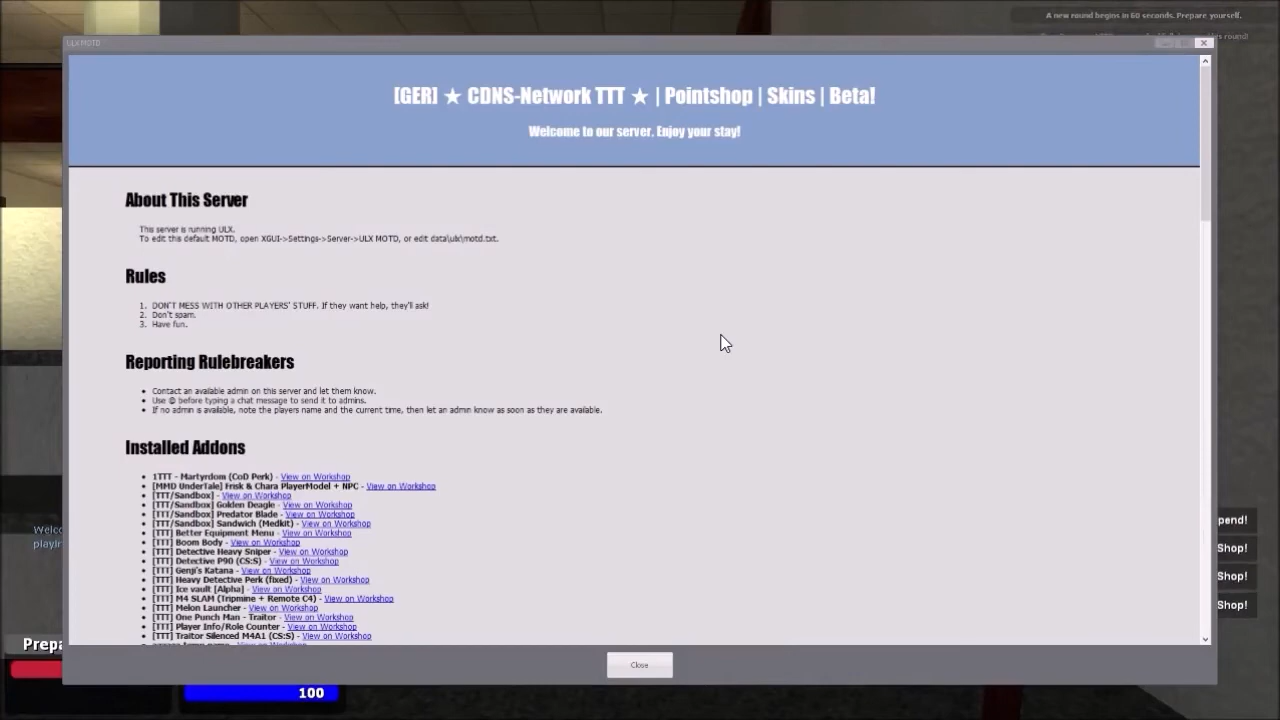 A new round begins in 60 seconds. Prepare yourself.
ULX MOTD
[GER] ★ CDNS-Network TTT ★ | Pointshop | Skins | Beta!
Welcome to our server. Enjoy your stay!
About This Server
This server is running ULX.
To edit this default MOTD, open XGUI->Settings->Server->ULX MOTD, or edit data\ulx\motd.txt.
Rules
1. DON'T MESS WITH OTHER PLAYERS' STUFF. If they want help, they'll ask!
2. Don't spam.
3. Have fun.
Reporting Rulebreakers
• Contact an available admin on this server and let them know.
• Use @ before typing a chat message to send it to admins.
• If no admin is available, note the players name and the current time, then let an admin know as soon as they are available.
Installed Addons
• 1TTT - Martyrdom (CoD Perk) - View on Workshop
• [MMD UnderTale] Frisk & Chara PlayerModel + NPC - View on Workshop
• [TTT/Sandbox] - View on Workshop
• [TTT/Sandbox] Golden Deagle - View on Workshop
• [TTT/Sandbox] Predator Blade - View on Workshop
• [TTT/Sandbox] Sandwich (Medkit) - View on Workshop
• [TTT] Better Equipment Menu - View on Workshop
• [TTT] Boom Body - View on Workshop
• [TTT] Detective Heavy Sniper - View on Workshop
• [TTT] Detective P90 (CS:S) - View on Workshop
• [TTT] Genji's Katana - View on Workshop
• [TTT] Heavy Detective Perk (fixed) - View on Workshop
• [TTT] Ice vault [Alpha] - View on Workshop
• [TTT] M4 SLAM (Tripmine + Remote C4) - View on Workshop
• [TTT] Melon Launcher - View on Workshop
• [TTT] One Punch Man - Traitor - View on Workshop
• [TTT] Player Info/Role Counter - View on Workshop
• [TTT] Traitor Silenced M4A1 (CS:S) - View on Workshop
Close
Welco
playin
pend!
Shop!
Shop!
Shop!
Prepa
100